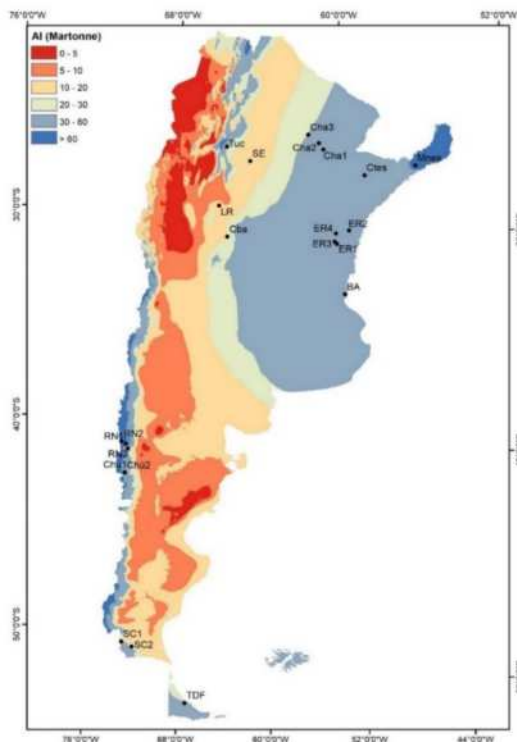 76°0'0"W 68°0'0"W 60°0'0"W 52°0'0"W
AI (Martonne)
0 - 5
5 - 10
10 - 20
20 - 30
30 - 60
> 60
Cha3
Tuc Cha2
Cha1
SE Mnes
Ctes
30°0'0"S LR
Cba ER4 ER2
ER3 ER1
BA
40°0'0"S
RN1 RN2
Chu1 Chu2
50°0'0"S
SC1
SC2
TDF
76°0'0"W 68°0'0"W 60°0'0"W 52°0'0"W